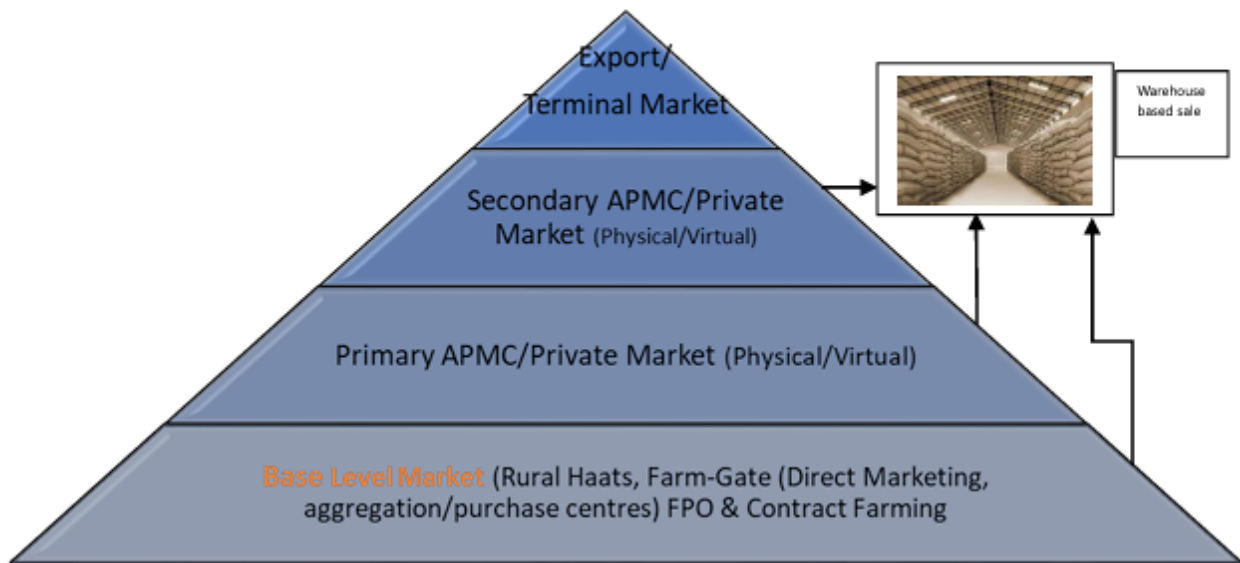 Export/
Terminal Market
Secondary APMC/Private
Market (Physical/Virtual)
Primary APMC/Private Market (Physical/Virtual)
Base Level Market (Rural Haats, Farm-Gate (Direct Marketing,
aggregation/purchase centres) FPO & Contract Farming
Warehouse
based sale